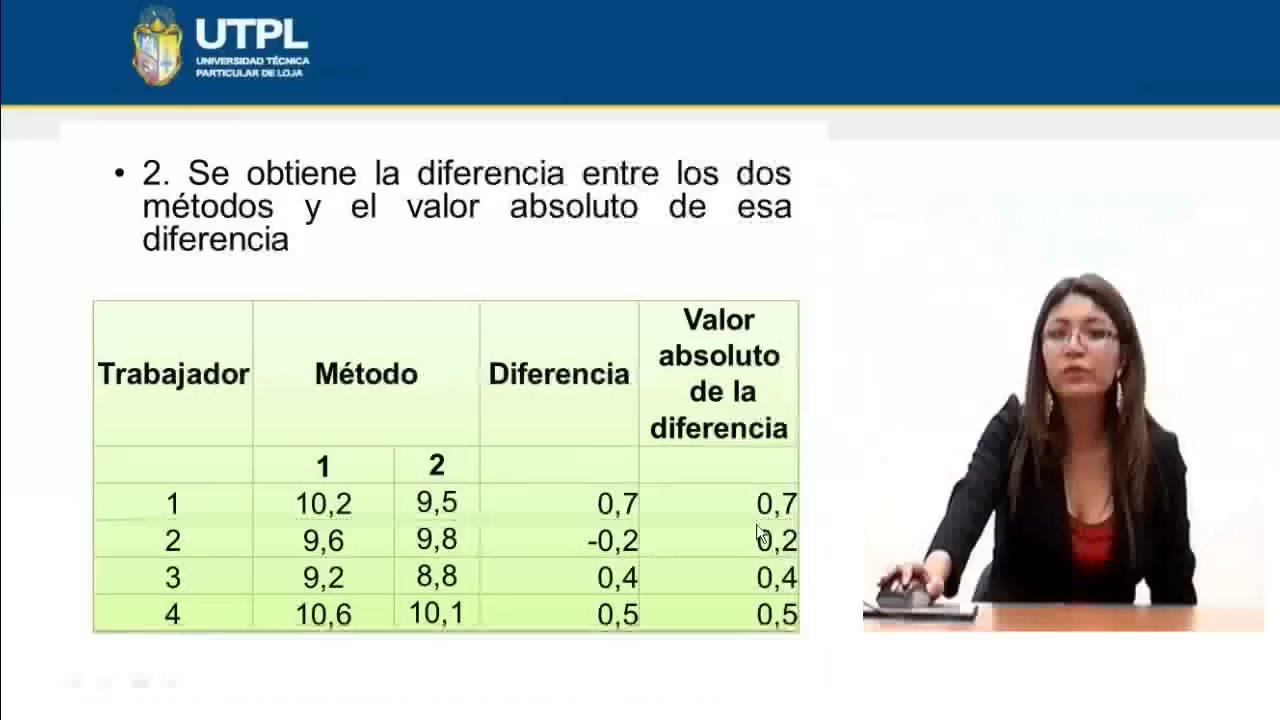 UTPL
UNIVERSIDAD TÉCNICA
PARTICULAR DE LOJA
• 2. Se obtiene la diferencia entre los dos
métodos y el valor absoluto de esa
diferencia
Trabajador Método Diferencia Valor absoluto de la diferencia
1 2
1 10,2 9,5 0,7 0,7
2 9,6 9,8 -0,2 0,2
3 9,2 8,8 0,4 0,4
4 10,6 10,1 0,5 0,5